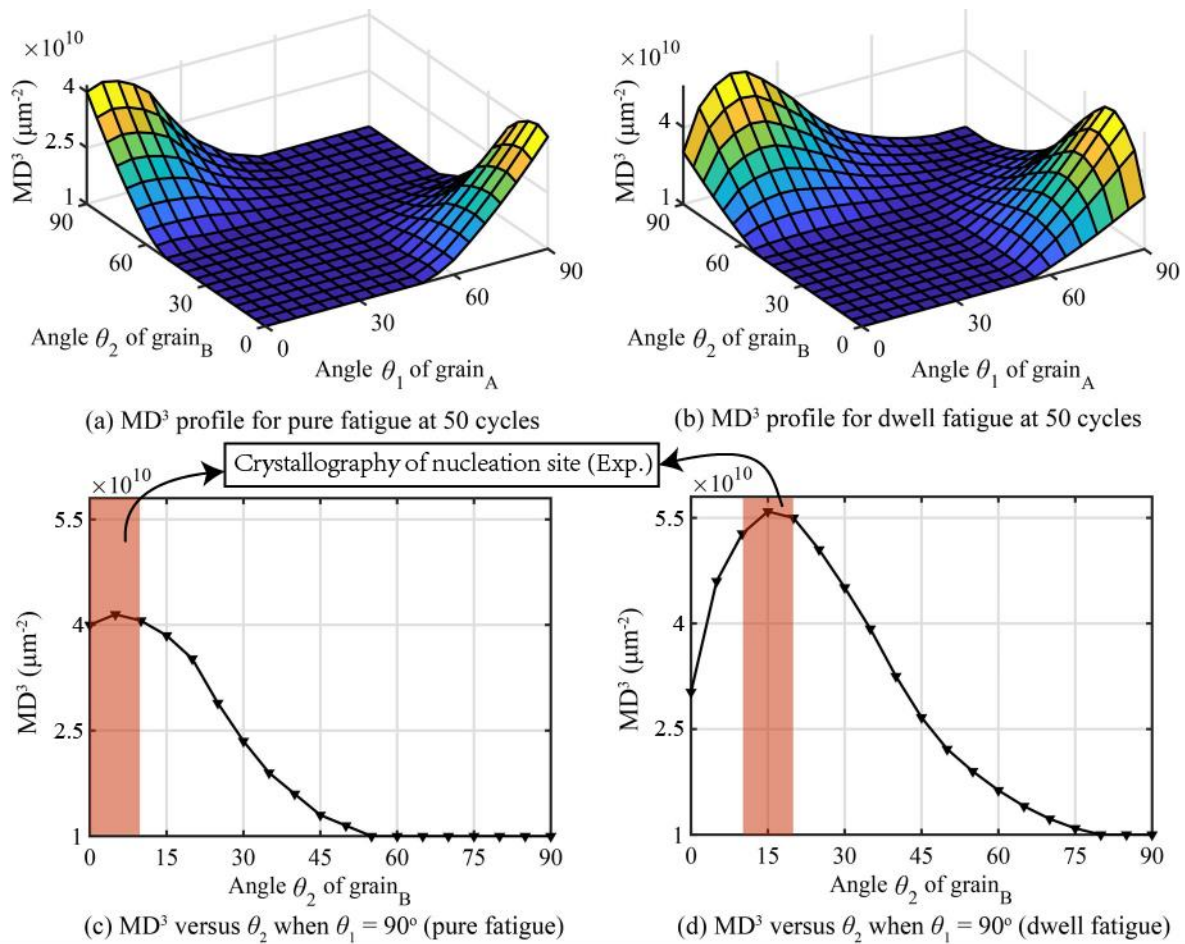 ×10¹⁰
MD³ (μm⁻²)
4
2.5
1
90
60
30
0
Angle θ₂ of grain_B
0
30
60
90
Angle θ₁ of grain_A
(a) MD³ profile for pure fatigue at 50 cycles
×10¹⁰
MD³ (μm⁻²)
4
1
90
60
30
0
Angle θ₂ of grain_B
0
30
60
90
Angle θ₁ of grain_A
(b) MD³ profile for dwell fatigue at 50 cycles
Crystallography of nucleation site (Exp.)
×10¹⁰
MD³ (μm⁻²)
5.5
4
2.5
1
0 15 30 45 60 75 90
Angle θ₂ of grain_B
(c) MD³ versus θ₂ when θ₁ = 90° (pure fatigue)
×10¹⁰
MD³ (μm⁻²)
5.5
4
2.5
1
0 15 30 45 60 75 90
Angle θ₂ of grain_B
(d) MD³ versus θ₂ when θ₁ = 90° (dwell fatigue)